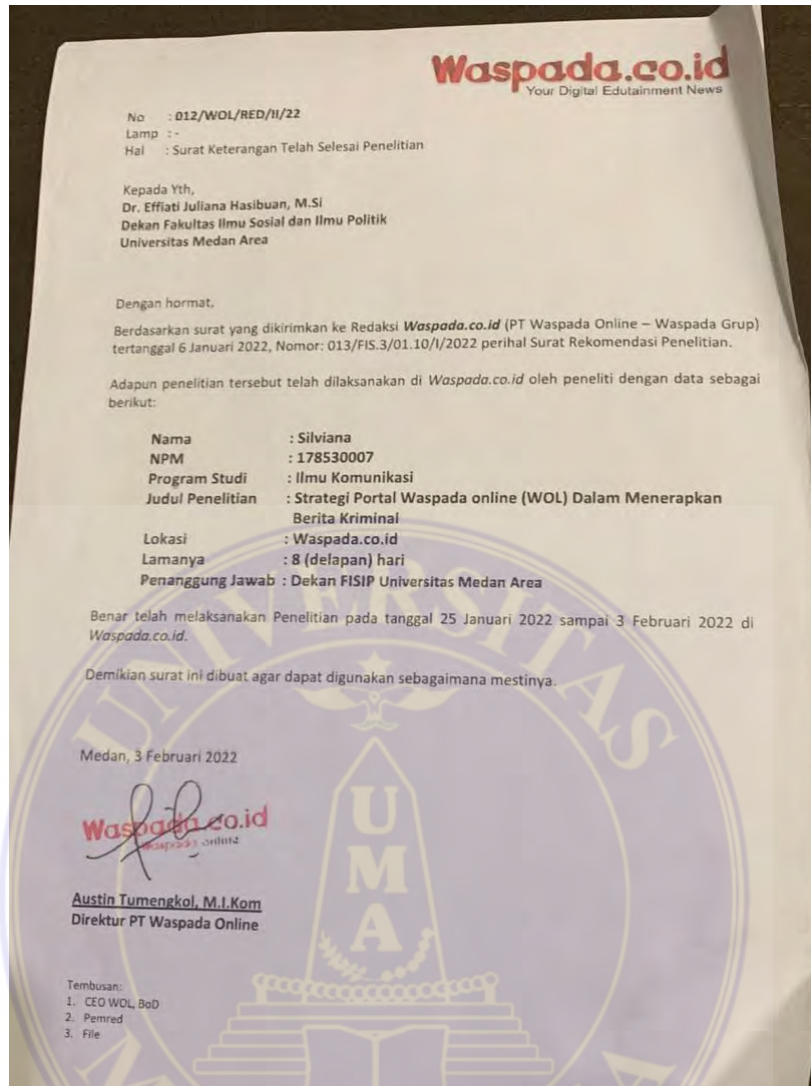 Waspada.co.id
Your Digital Edutainment News
No : 012/WOL/RED/II/22
Lamp : -
Hal : Surat Keterangan Telah Selesai Penelitian
Kepada Yth,
Dr. Effiati Juliana Hasibuan, M.Si
Dekan Fakultas Ilmu Sosial dan Ilmu Politik
Universitas Medan Area
Dengan hormat,
Berdasarkan surat yang dikirimkan ke Redaksi Waspada.co.id (PT Waspada Online – Waspada Grup)
tertanggal 6 Januari 2022, Nomor: 013/FIS.3/01.10/I/2022 perihal Surat Rekomendasi Penelitian.
Adapun penelitian tersebut telah dilaksanakan di Waspada.co.id oleh peneliti dengan data sebagai
berikut:
Nama : Silviana
NPM : 178530007
Program Studi : Ilmu Komunikasi
Judul Penelitian : Strategi Portal Waspada online (WOL) Dalam Menerapkan
Berita Kriminal
Lokasi : Waspada.co.id
Lamanya : 8 (delapan) hari
Penanggung Jawab : Dekan FISIP Universitas Medan Area
Benar telah melaksanakan Penelitian pada tanggal 25 Januari 2022 sampai 3 Februari 2022 di
Waspada.co.id.
Demikian surat ini dibuat agar dapat digunakan sebagaimana mestinya.
Medan, 3 Februari 2022
Waspada.co.id
waspada online
Austin Tumengkol, M.I.Kom
Direktur PT Waspada Online
Tembusan:
1. CEO WOL, BoD
2. Pemred
3. File
UNIVERSITAS
UMA